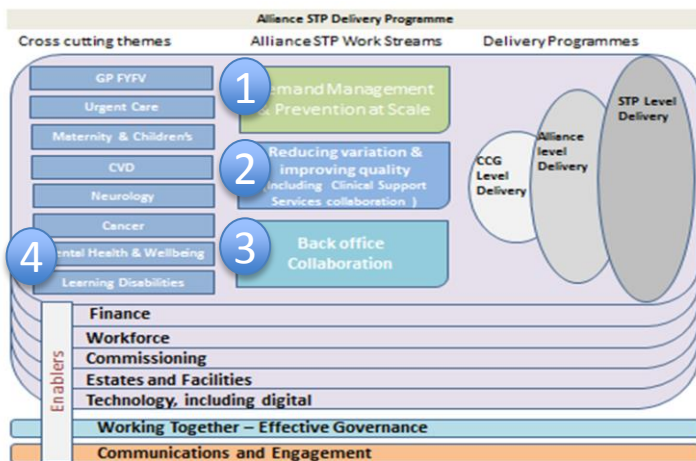 Alliance STP Delivery Programme
Cross cutting themes
Alliance STP Work Streams
Delivery Programmes
GP FYFV
Urgent Care
Maternity & Children's
CVD
Neurology
Cancer
4
ental Health & Wellbeing
Learning Disabilities
1
emand Management
& Prevention at Scale
2
Reducing variation &
improving quality
(including Clinical Support
Services collaboration )
3
Back office
Collaboration
CCG
Level
Delivery
Alliance
level
Delivery
STP Level
Delivery
Enablers
Finance
Workforce
Commissioning
Estates and Facilities
Technology, including digital
Working Together – Effective Governance
Communications and Engagement